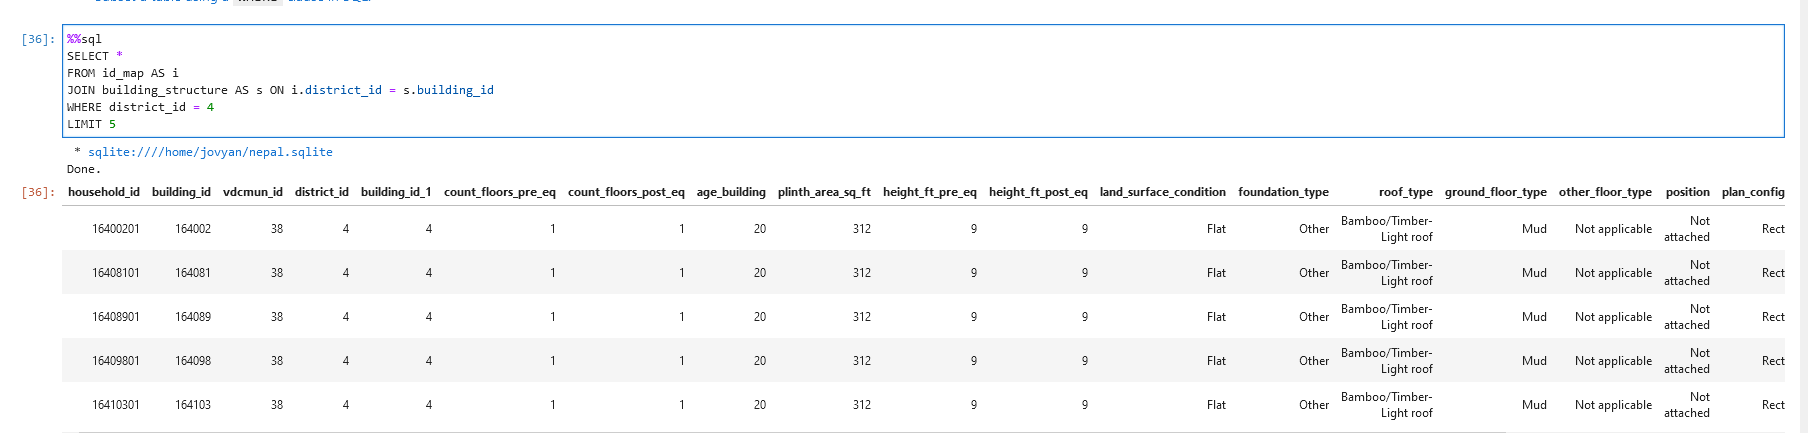 [36]:
%%sql
SELECT *
FROM id_map AS i
JOIN building_structure AS s ON i.district_id = s.building_id
WHERE district_id = 4
LIMIT 5
* sqlite:////home/jovyan/nepal.sqlite
Done.
[36]:
household_id building_id vdcmun_id district_id building_id_1 count_floors_pre_eq count_floors_post_eq age_building plinth_area_sq_ft height_ft_pre_eq height_ft_post_eq land_surface_condition foundation_type roof_type ground_floor_type other_floor_type position plan_config
16400201 164002 38 4 4 1 1 20 312 9 9 Flat Other Bamboo/Timber-Light roof Mud Not applicable Not attached Rect
16408101 164081 38 4 4 1 1 20 312 9 9 Flat Other Bamboo/Timber-Light roof Mud Not applicable Not attached Rect
16408901 164089 38 4 4 1 1 20 312 9 9 Flat Other Bamboo/Timber-Light roof Mud Not applicable Not attached Rect
16409801 164098 38 4 4 1 1 20 312 9 9 Flat Other Bamboo/Timber-Light roof Mud Not applicable Not attached Rect
16410301 164103 38 4 4 1 1 20 312 9 9 Flat Other Bamboo/Timber-Light roof Mud Not applicable Not attached Rect